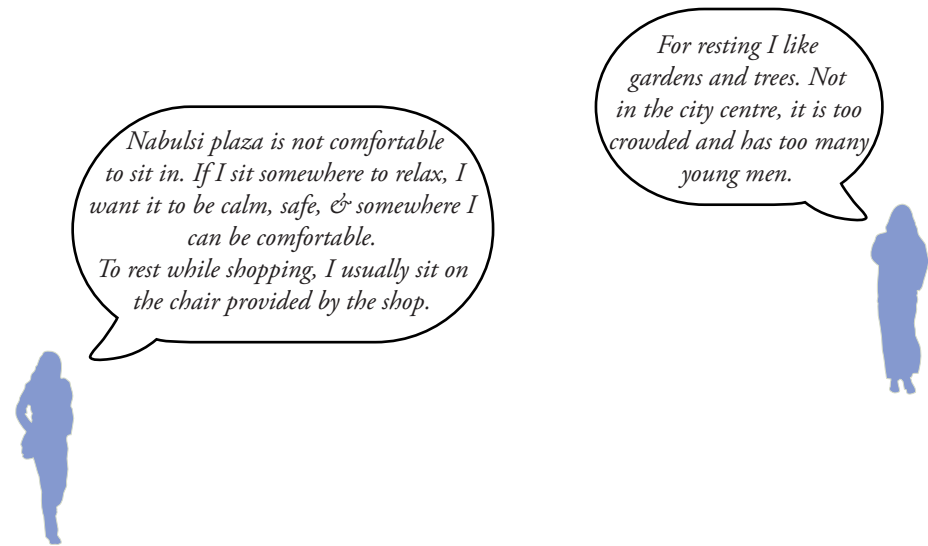 Nabulsi plaza is not comfortable
to sit in. If I sit somewhere to relax, I
want it to be calm, safe, & somewhere I
can be comfortable.
To rest while shopping, I usually sit on
the chair provided by the shop.
For resting I like
gardens and trees. Not
in the city centre, it is too
crowded and has too many
young men.